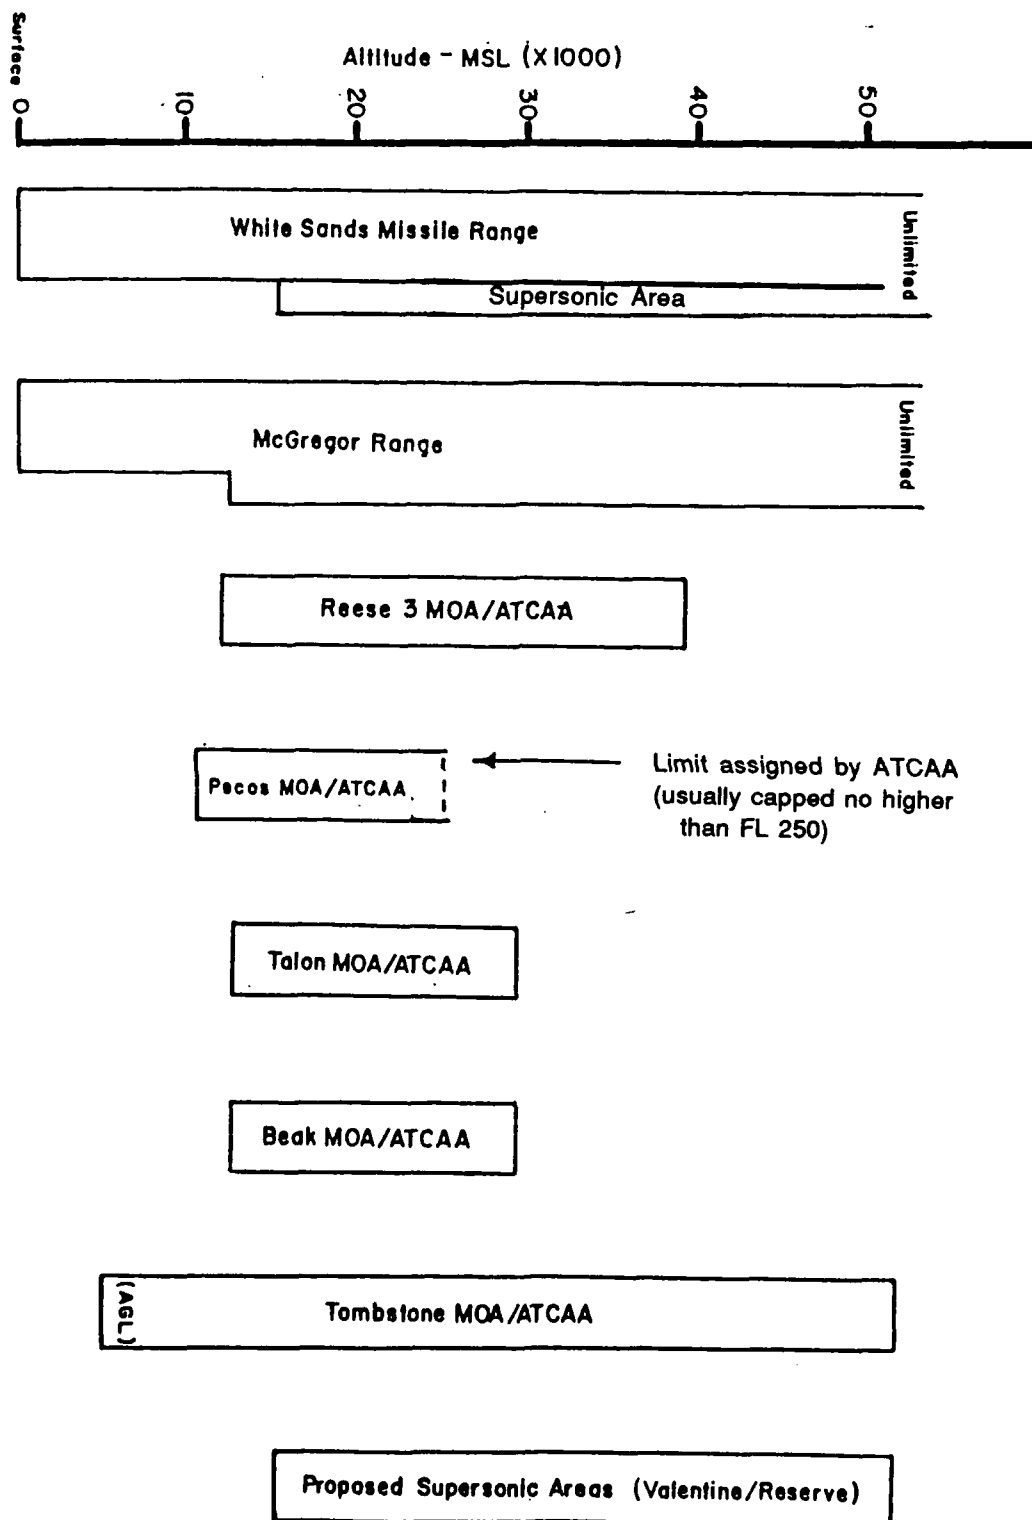 Altitude - MSL (X1000)
Surface 0 10 20 30 40 50
White Sands Missile Range
Unlimited
Supersonic Area
McGregor Range
Unlimited
Reese 3 MOA/ATCAA
Pecos MOA/ATCAA
Limit assigned by ATCAA
(usually capped no higher
than FL 250)
Talon MOA/ATCAA
Beak MOA/ATCAA
(AGL)
Tombstone MOA/ATCAA
Proposed Supersonic Areas (Valentine/Reserve)